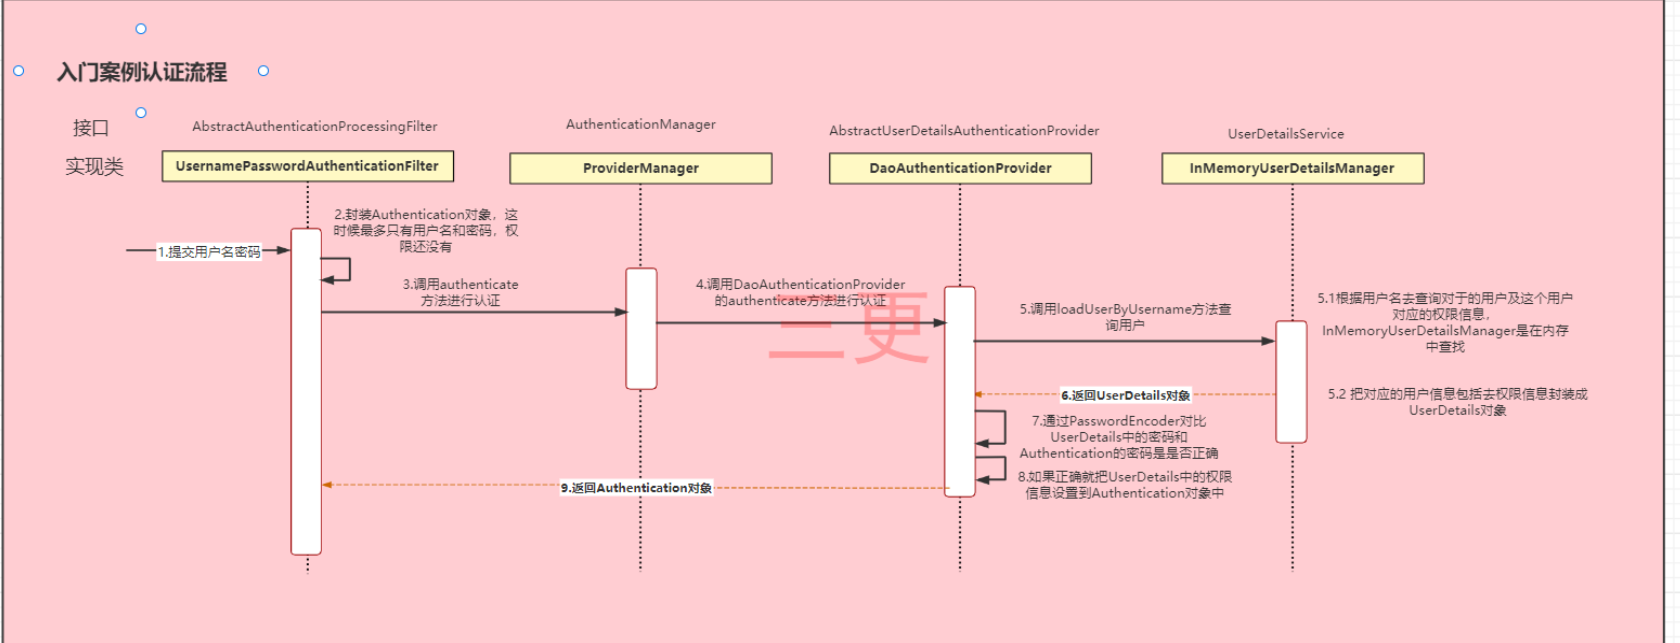 入门案例认证流程
接口
AbstractAuthenticationProcessingFilter
AuthenticationManager
AbstractUserDetailsAuthenticationProvider
UserDetailsService
实现类
UsernamePasswordAuthenticationFilter
ProviderManager
DaoAuthenticationProvider
InMemoryUserDetailsManager
1.提交用户名密码
2.封装Authentication对象，这
时候最多只有用户名和密码，权
限还没有
3.调用authenticate
方法进行认证
4.调用DaoAuthenticationProvider
的authenticate方法进行认证
三更
5.调用loadUserByUsername方法查
询用户
5.1根据用户名去查询对于的用户及这个用户
对应的权限信息，
InMemoryUserDetailsManager是在内存
中查找
5.2 把对应的用户信息包括去权限信息封装成
UserDetails对象
6.返回UserDetails对象
7.通过PasswordEncoder对比
UserDetails中的密码和
Authentication的密码是是否正确
8.如果正确就把UserDetails中的权限
信息设置到Authentication对象中
9.返回Authentication对象